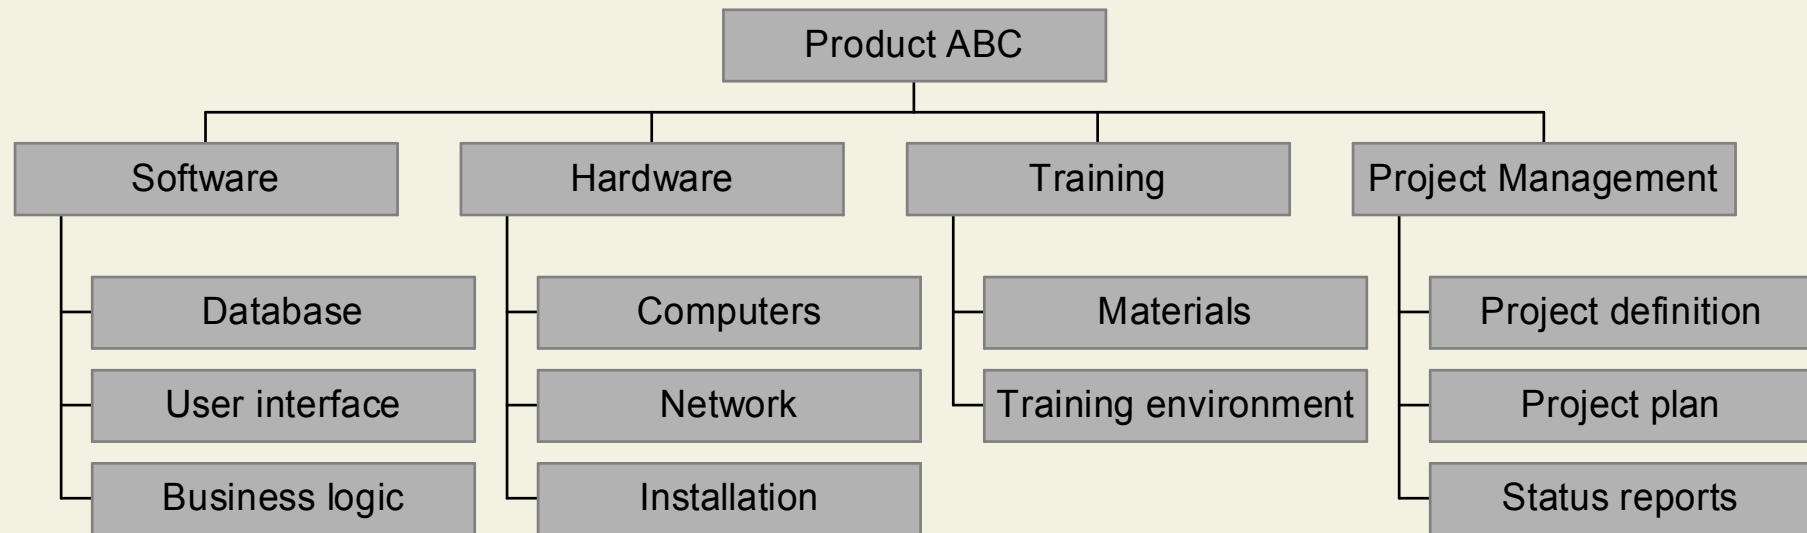 Product ABC
Software
Hardware
Training
Project Management
Database
Computers
Materials
Project definition
User interface
Network
Training environment
Project plan
Business logic
Installation
Status reports